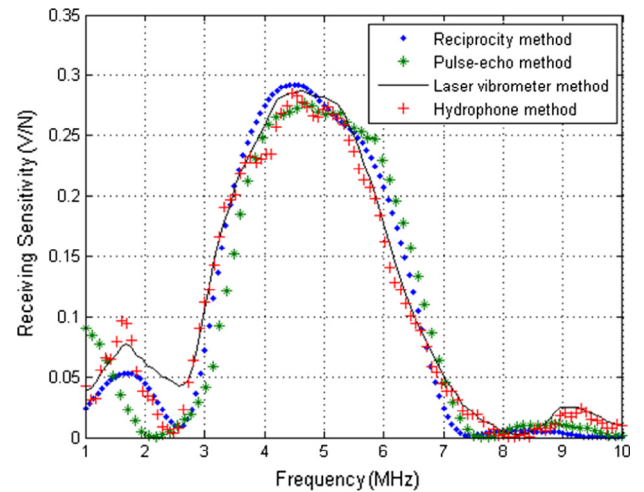 0.35
0.3
0.25
0.2
0.15
0.1
0.05
0
Receiving Sensitivity (V/N)
Reciprocity method
Pulse-echo method
Laser vibrometer method
Hydrophone method
1 2 3 4 5 6 7 8 9 10
Frequency (MHz)